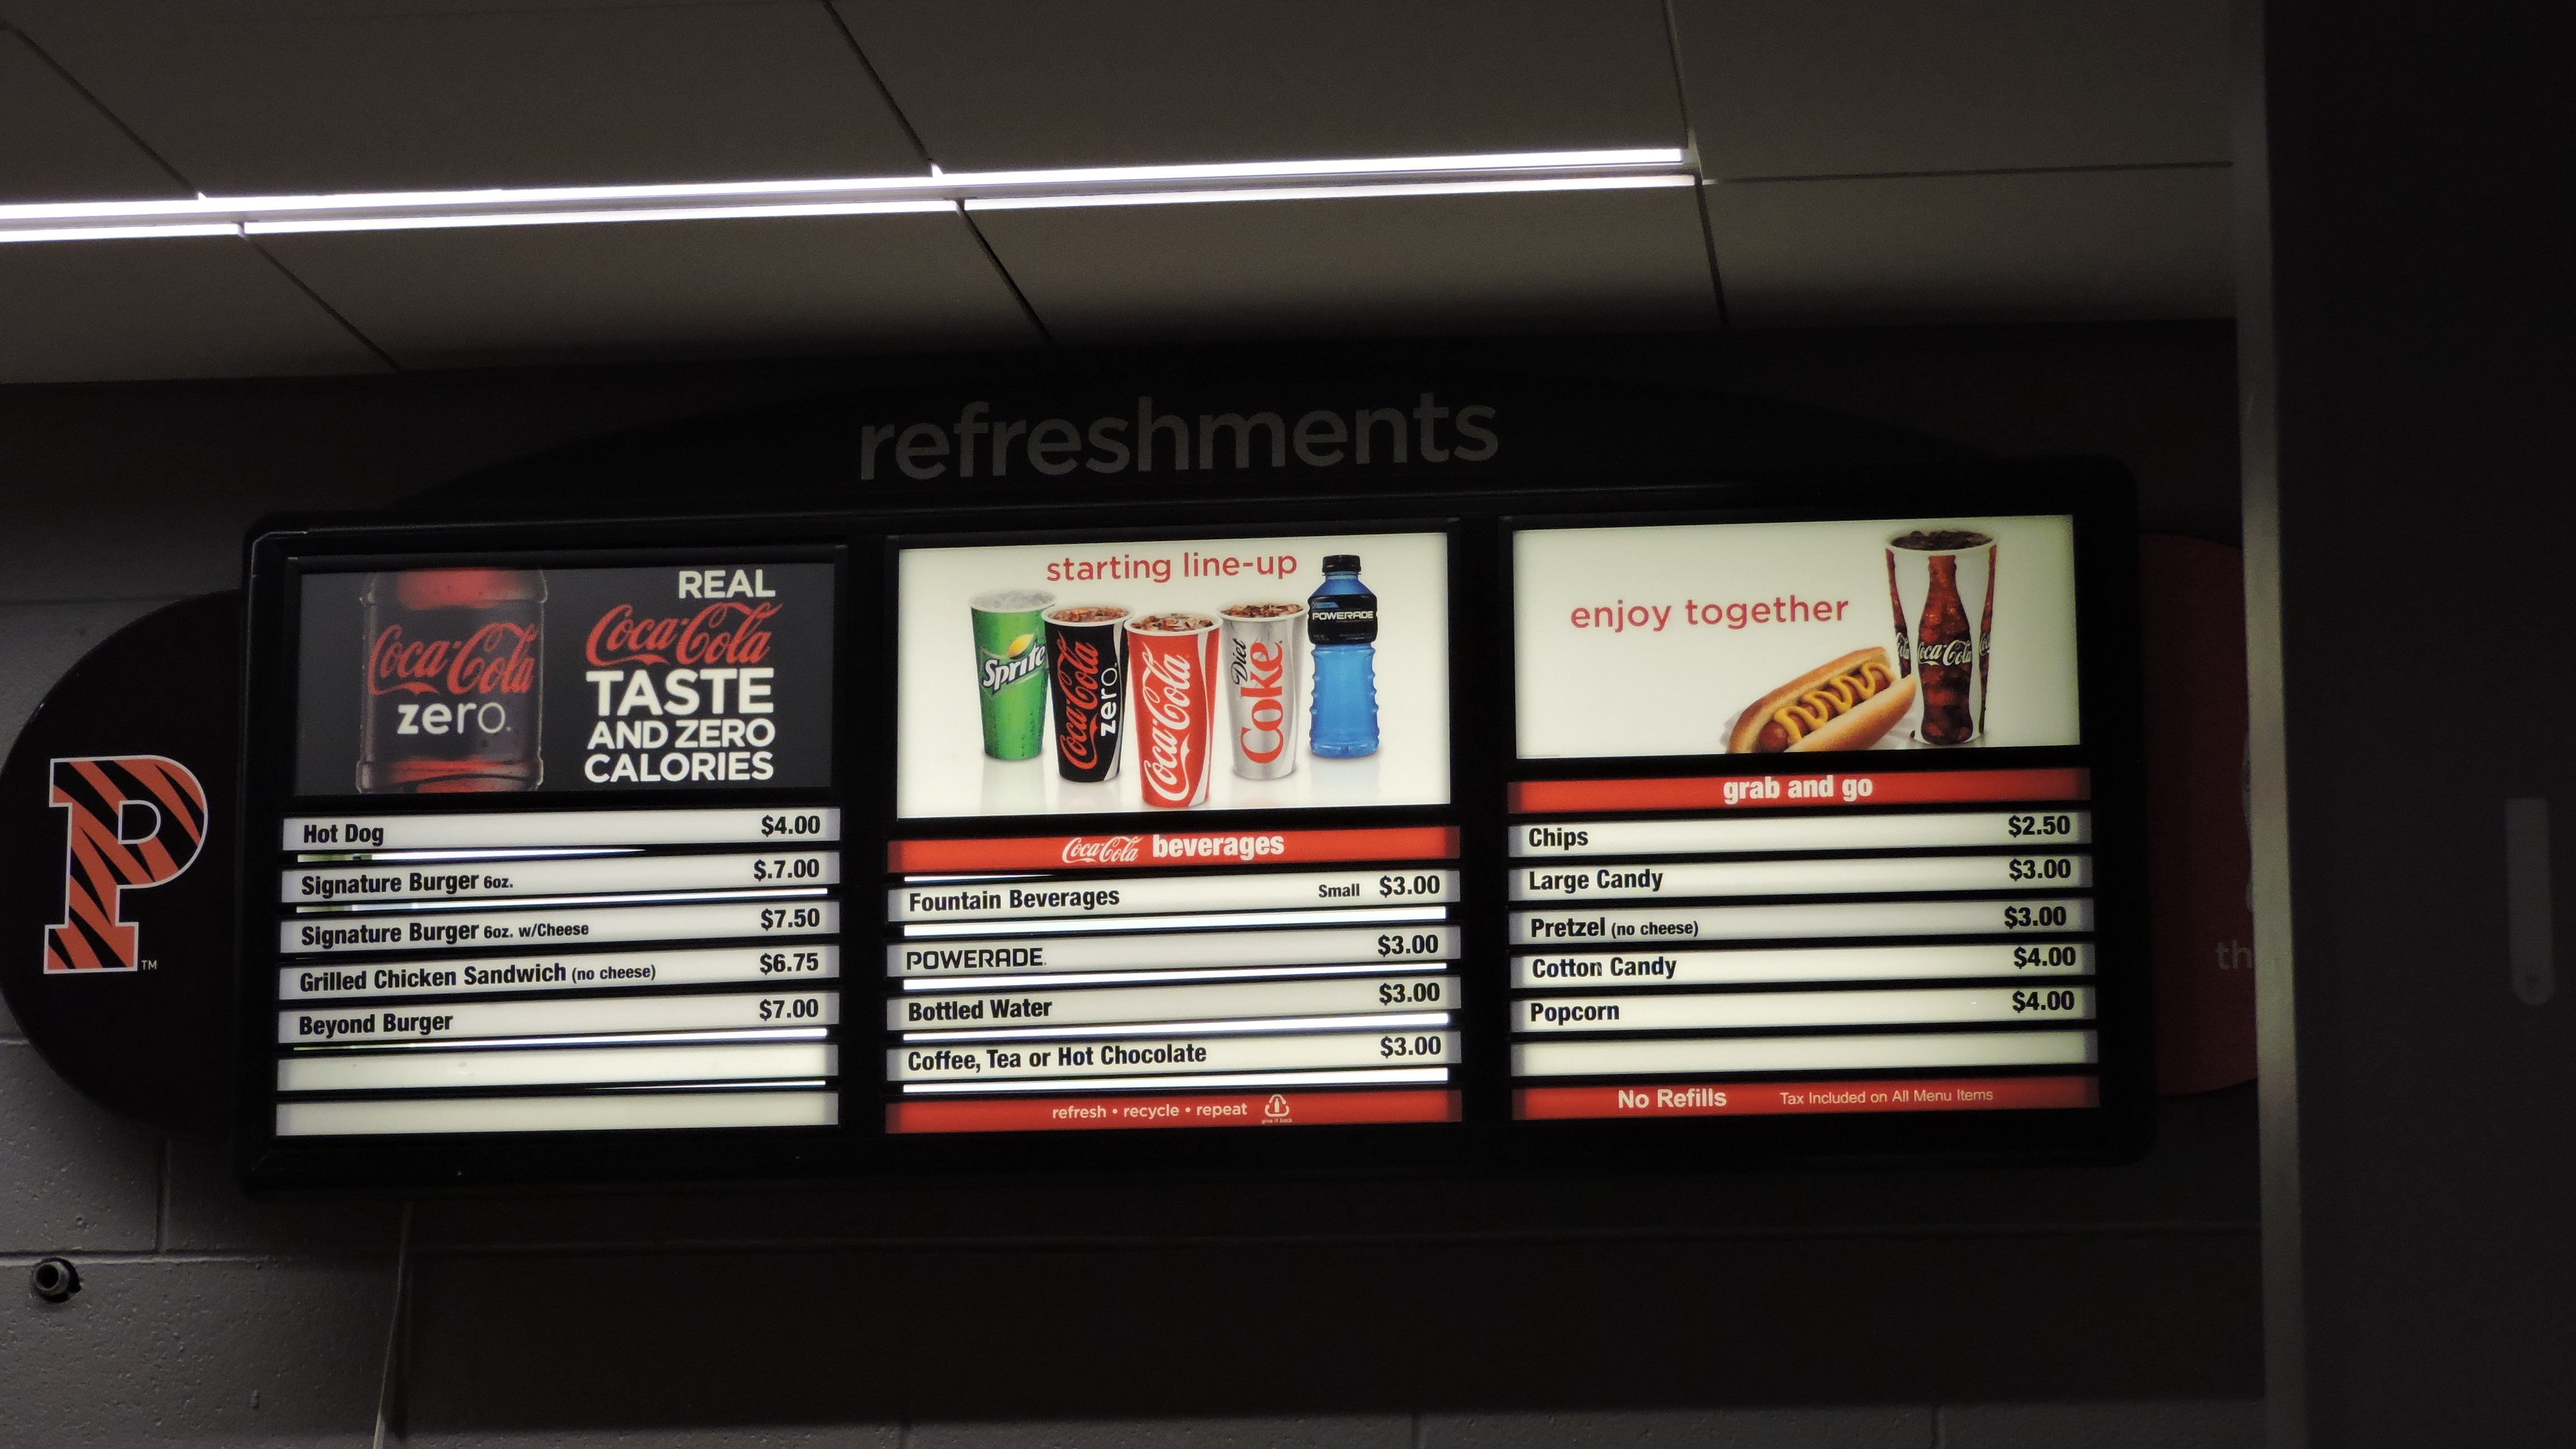 refreshments
Coca-Cola
zero.
REAL
Coca-Cola
TASTE
AND ZERO
CALORIES
P
TM
Hot Dog $4.00
Signature Burger 6oz. $.7.00
Signature Burger 6oz. w/Cheese $7.50
Grilled Chicken Sandwich (no cheese) $6.75
Beyond Burger $7.00
starting line-up
Sprite
Coca-Cola zero
Coca-Cola
Diet Coke
POWERADE
Coca-Cola beverages
Fountain Beverages Small $3.00
POWERADE $3.00
Bottled Water $3.00
Coffee, Tea or Hot Chocolate $3.00
refresh • recycle • repeat
give it back
enjoy together
Coca-Cola
grab and go
Chips $2.50
Large Candy $3.00
Pretzel (no cheese) $3.00
Cotton Candy $4.00
Popcorn $4.00
No Refills Tax Included on All Menu Items